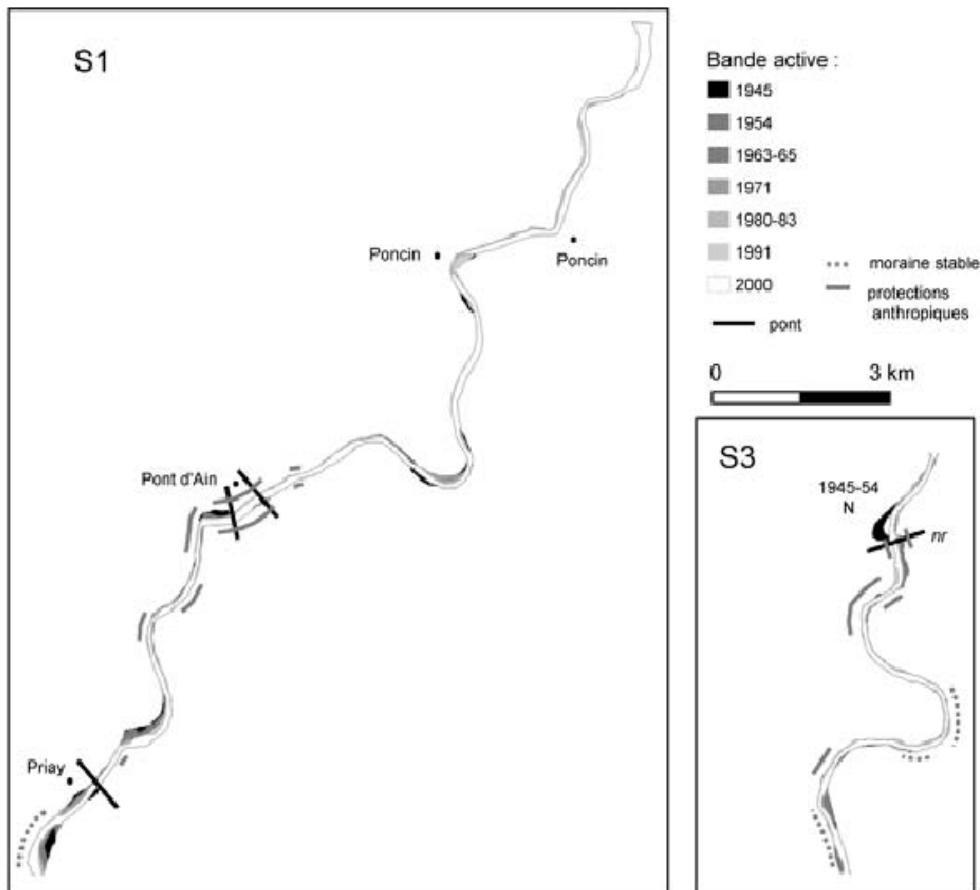 S1
Poncin
Poncin
Pont d'Ain
Priay
Bande active :
1945
1954
1963-65
1971
1980-83
1991
2000
moraine stable
protections
anthropiques
pont
0 3 km
S3
1945-54
N
nr